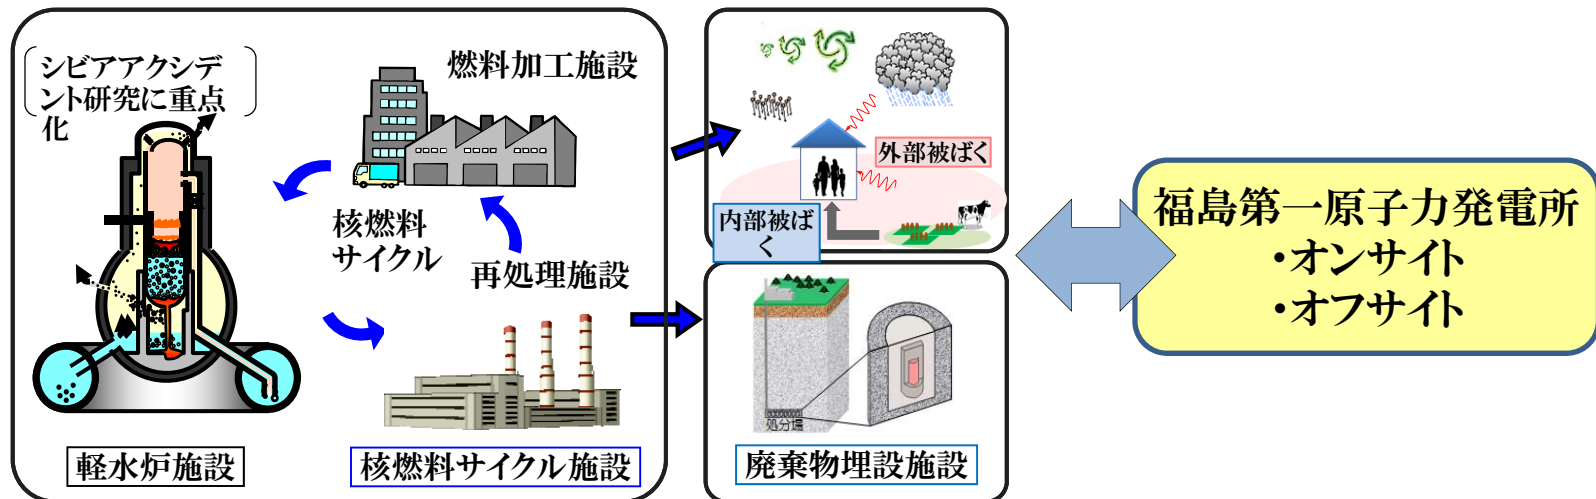 シビアアクシデ
ント研究に重点
化
燃料加工施設
核燃料
サイクル
再処理施設
軽水炉施設
核燃料サイクル施設
外部被ばく
内部被ば
く
処分場
廃棄物埋設施設
福島第一原子力発電所
・オンサイト
・オフサイト